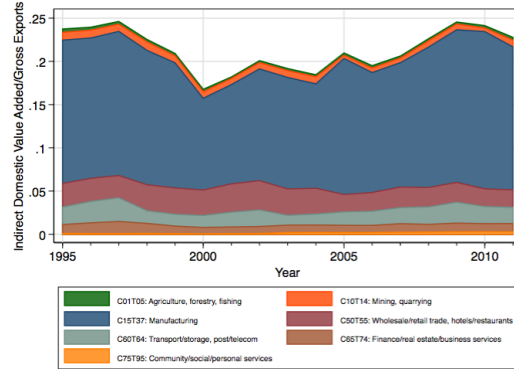 Indirect Domestic Value Added/Gross Exports
.25
.2
.15
.1
.05
0
1995
2000
2005
2010
Year
C01T05: Agriculture, forestry, fishing
C10T14: Mining, quarrying
C15T37: Manufacturing
C50T55: Wholesale/retail trade, hotels/restaurants
C60T64: Transport/storage, post/telecom
C65T74: Finance/real estate/business services
C75T95: Community/social/personal services